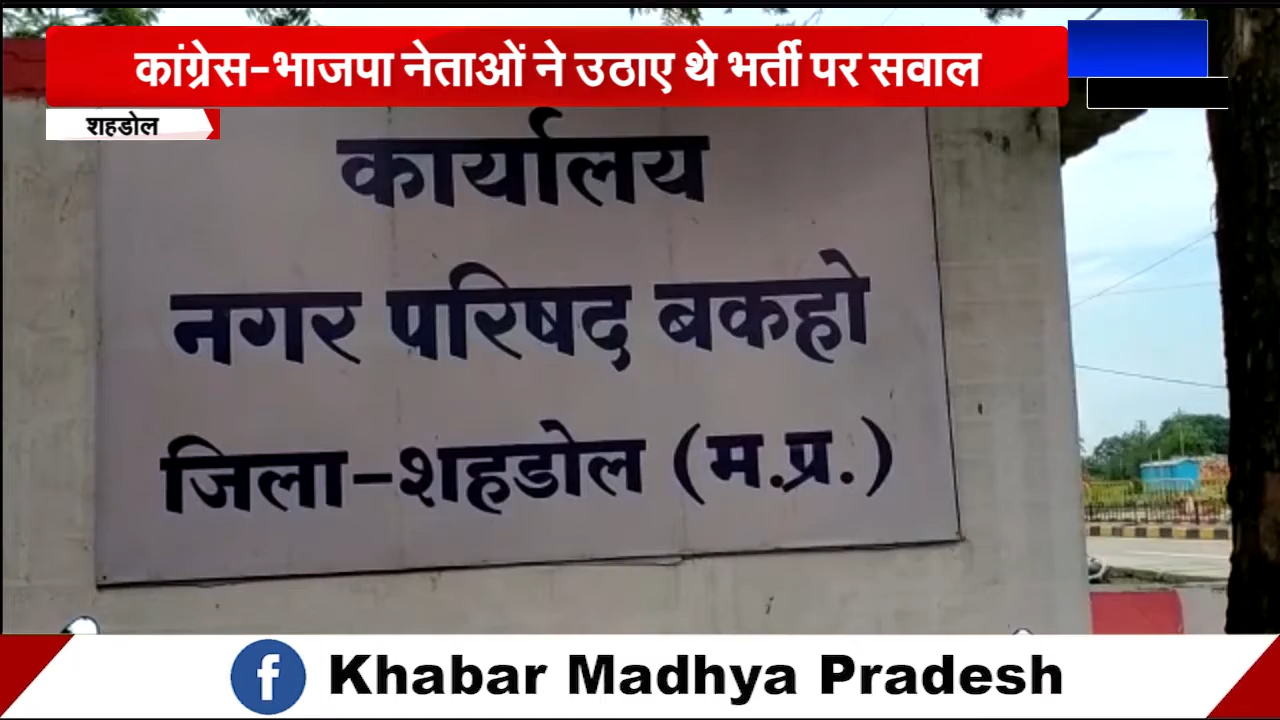 कांग्रेस-भाजपा नेताओं ने उठाए थे भर्ती पर सवाल
शहडोल
कार्यालय
नगर परिषद बकहो
जिला-शहडोल (म.प्र.)
Khabar Madhya Pradesh